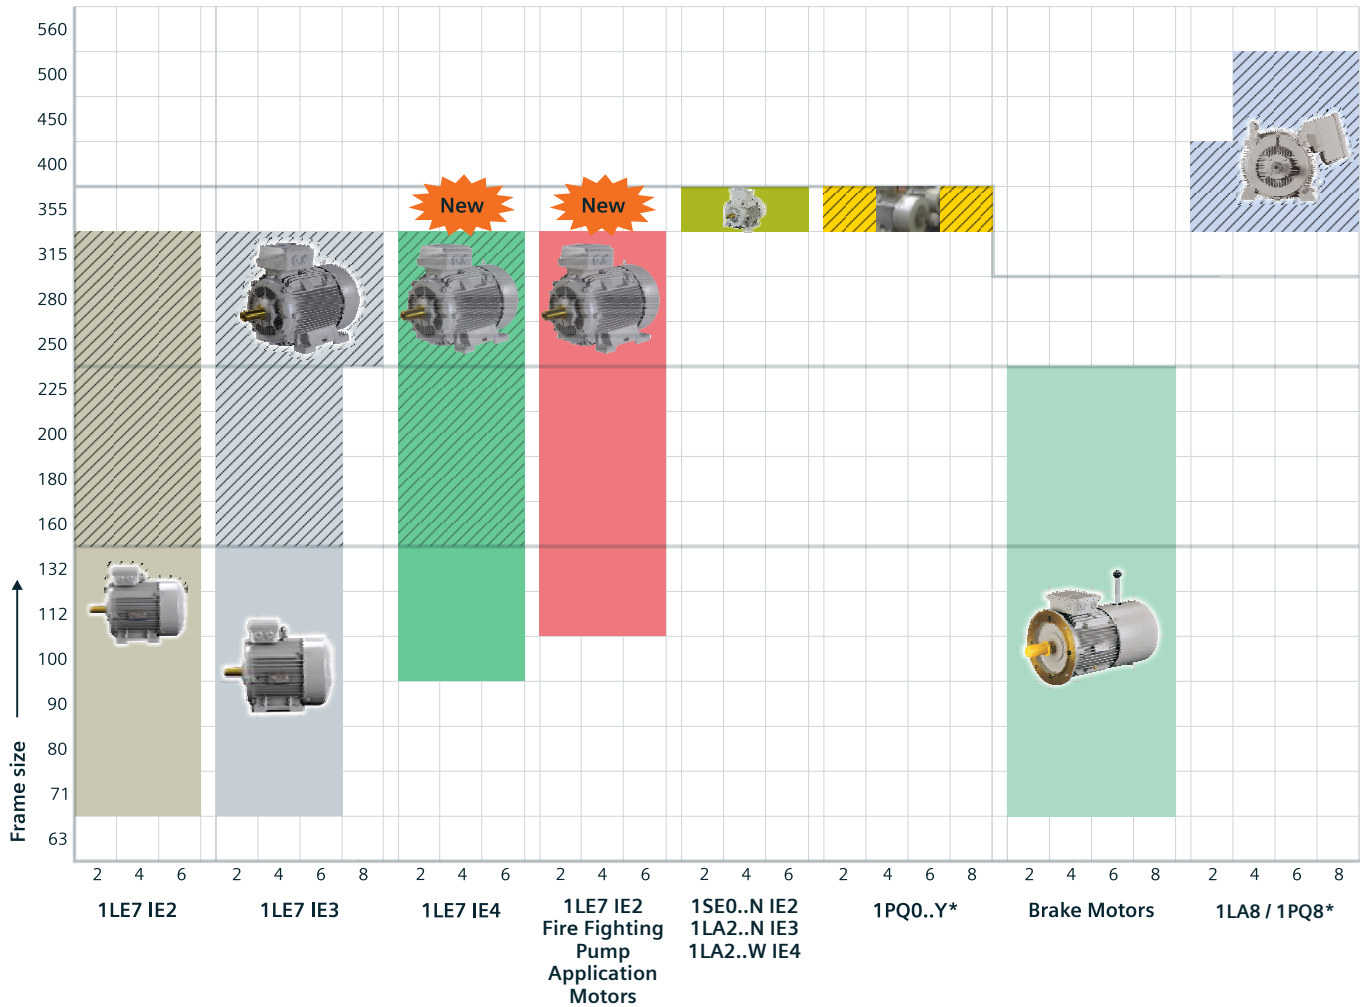 560
500
450
400
355
315
280
250
225
200
180
160
132
112
100
90
80
71
63
Frame size
New
New
2 4 6
2 4 6 8
2 4 6
2 4 6
2 4 6
2 4 6 8
2 4 6 8
2 4 6 8
1LE7 IE2
1LE7 IE3
1LE7 IE4
1LE7 IE2
Fire Fighting
Pump
Application
Motors
1SE0..N IE2
1LA2..N IE3
1LA2..W IE4
1PQ0..Y*
Brake Motors
1LA8 / 1PQ8*